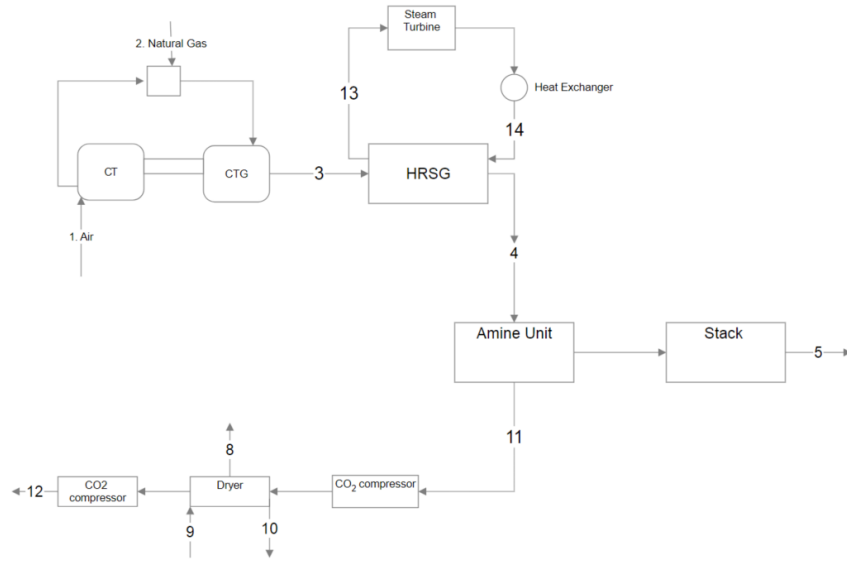 Steam
Turbine
2. Natural Gas
Heat Exchanger
13
14
CT
CTG
3
HRSG
1. Air
4
Amine Unit
Stack
5
11
8
12
CO2
compressor
Dryer
CO₂ compressor
9
10